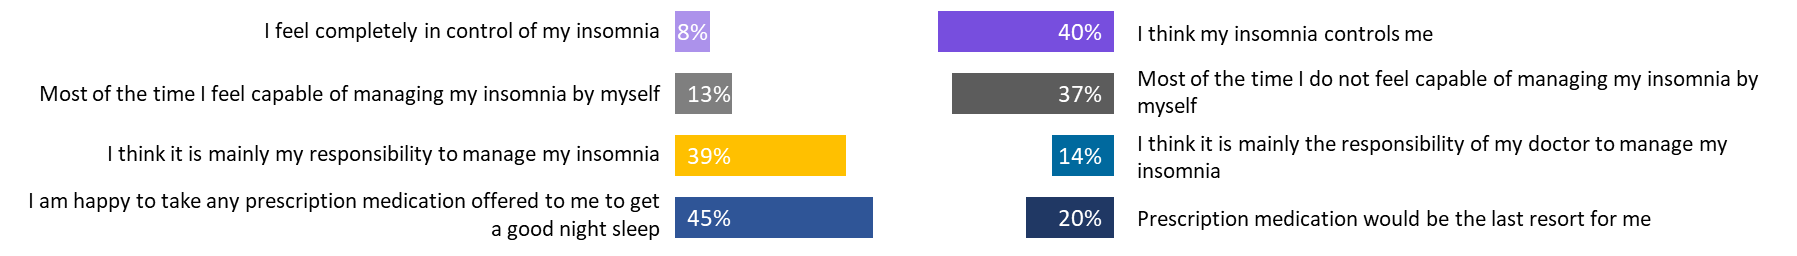 I feel completely in control of my insomnia 8% 40% I think my insomnia controls me
Most of the time I feel capable of managing my insomnia by myself 13% 37% Most of the time I do not feel capable of managing my insomnia by
myself
I think it is mainly my responsibility to manage my insomnia 39% 14% I think it is mainly the responsibility of my doctor to manage my
insomnia
I am happy to take any prescription medication offered to me to get
a good night sleep 45% 20% Prescription medication would be the last resort for me